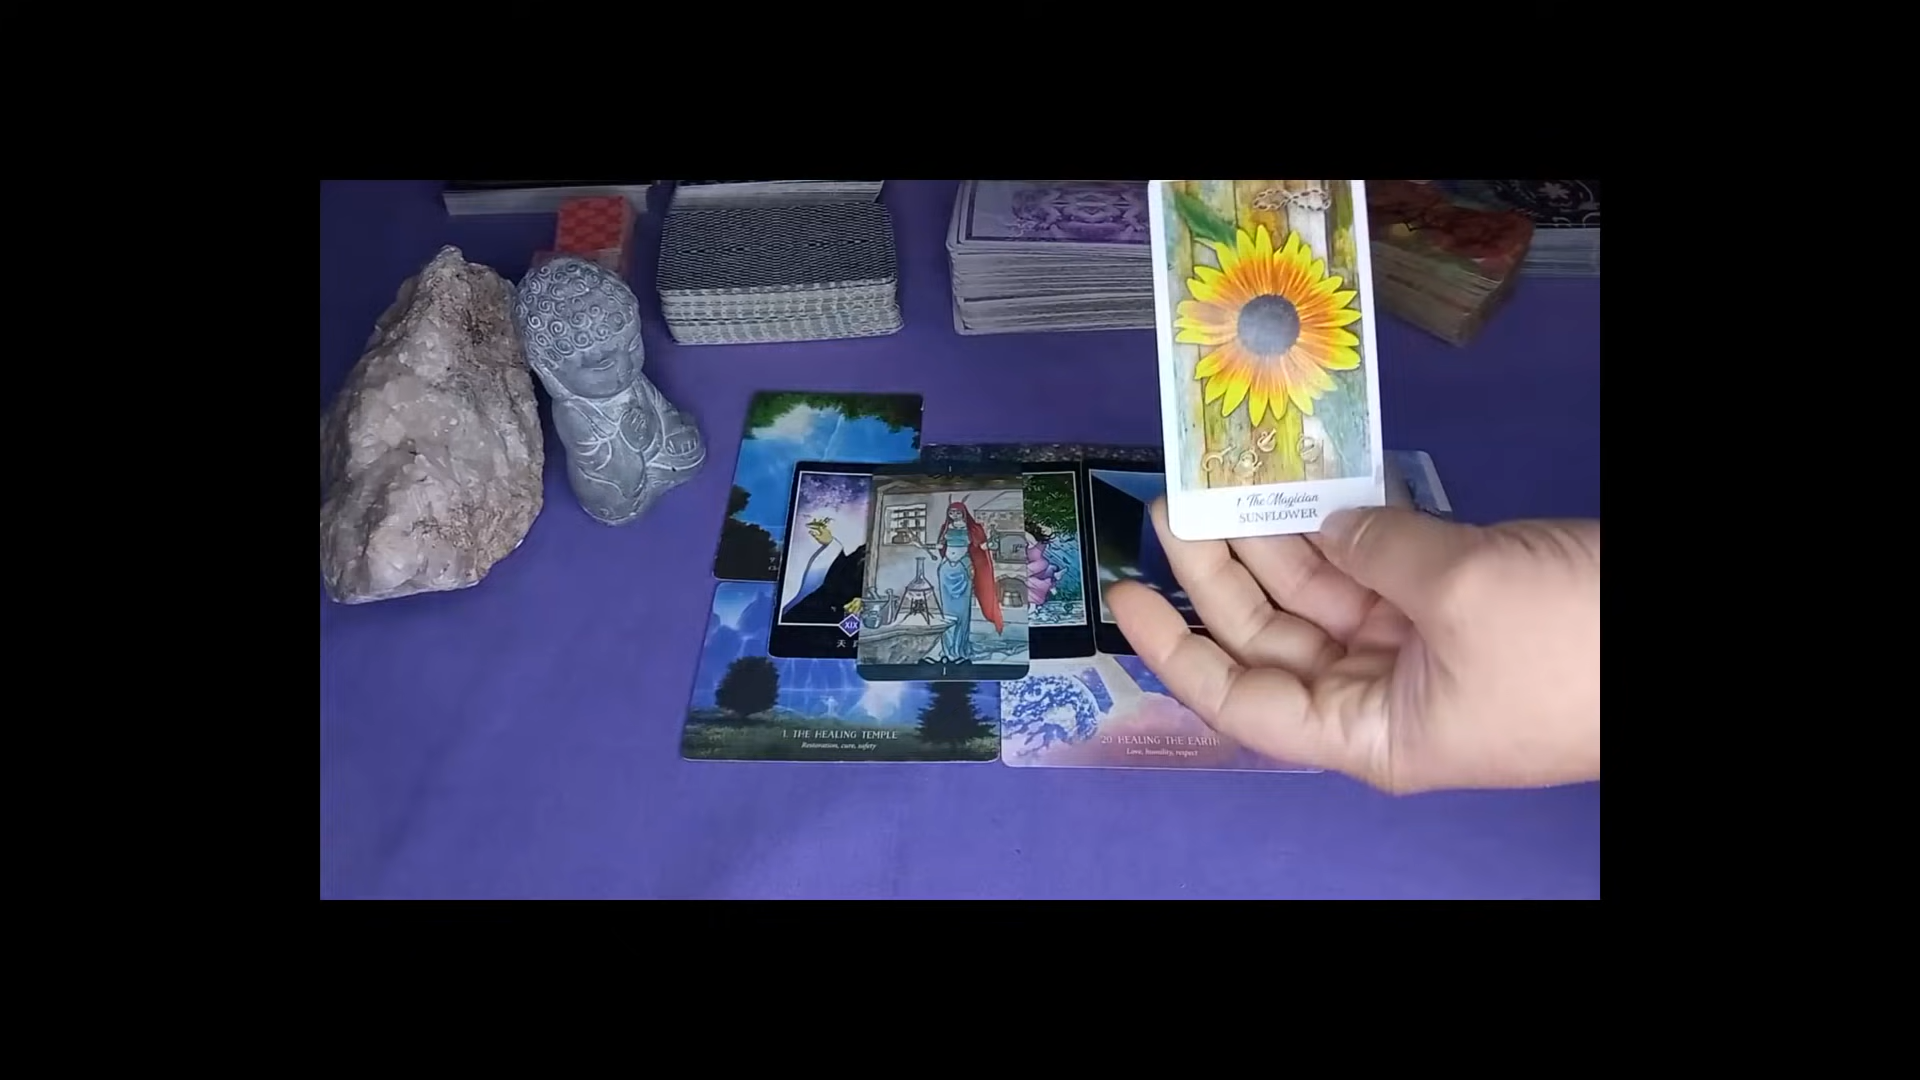 1 The Magician
SUNFLOWER
XIX
天
I
1. THE HEALING TEMPLE
Restoration, cure, safety
20 HEALING THE EARTH
Love, humility, respect